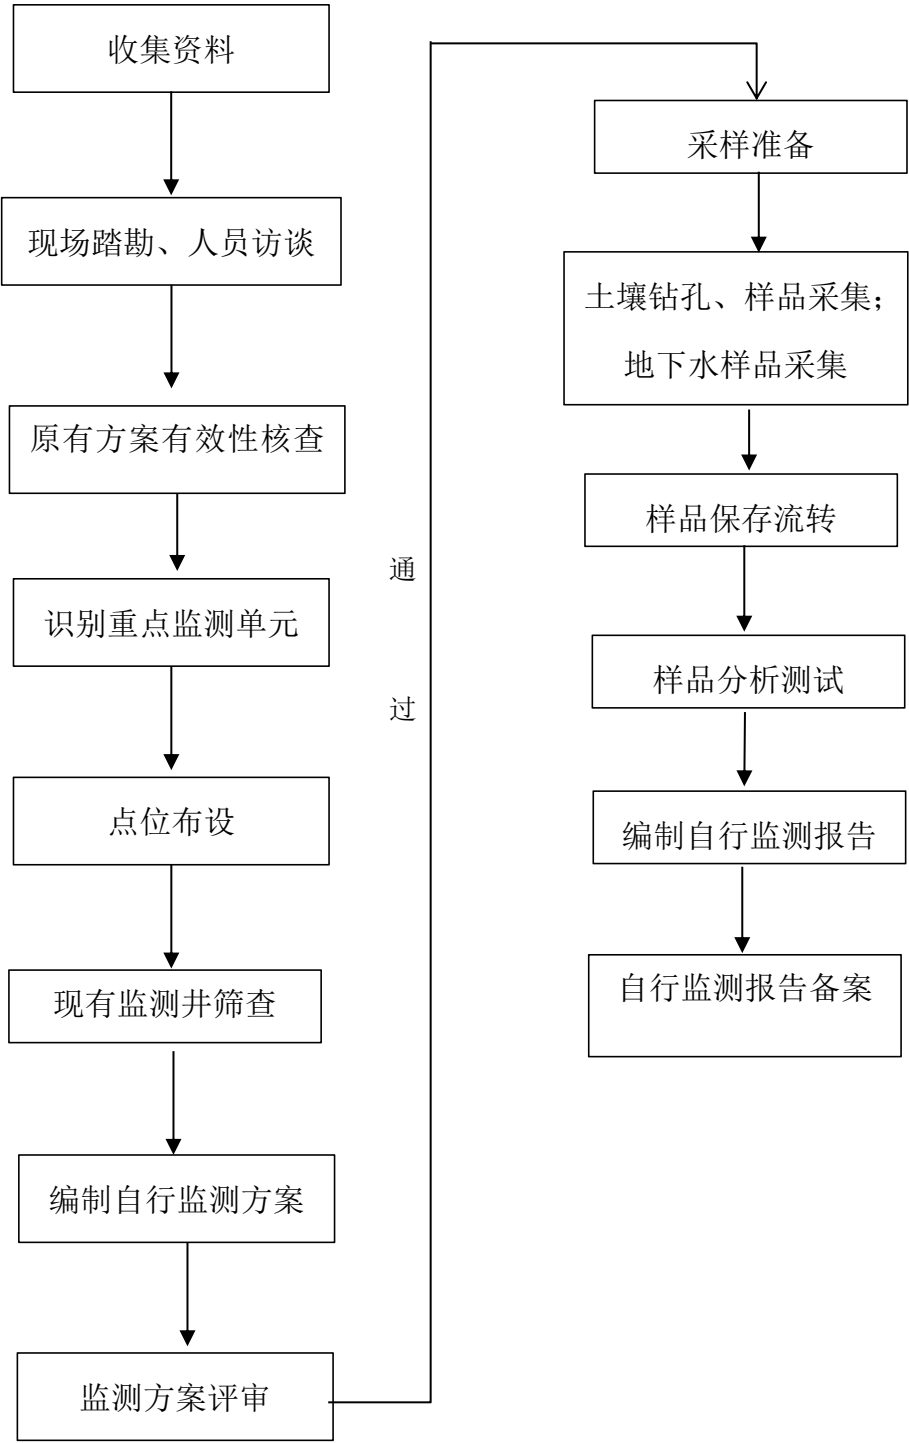 收集资料
现场踏勘、人员访谈
原有方案有效性核查
识别重点监测单元
点位布设
现有监测井筛查
编制自行监测方案
监测方案评审
通
过
采样准备
土壤钻孔、样品采集；
地下水样品采集
样品保存流转
样品分析测试
编制自行监测报告
自行监测报告备案